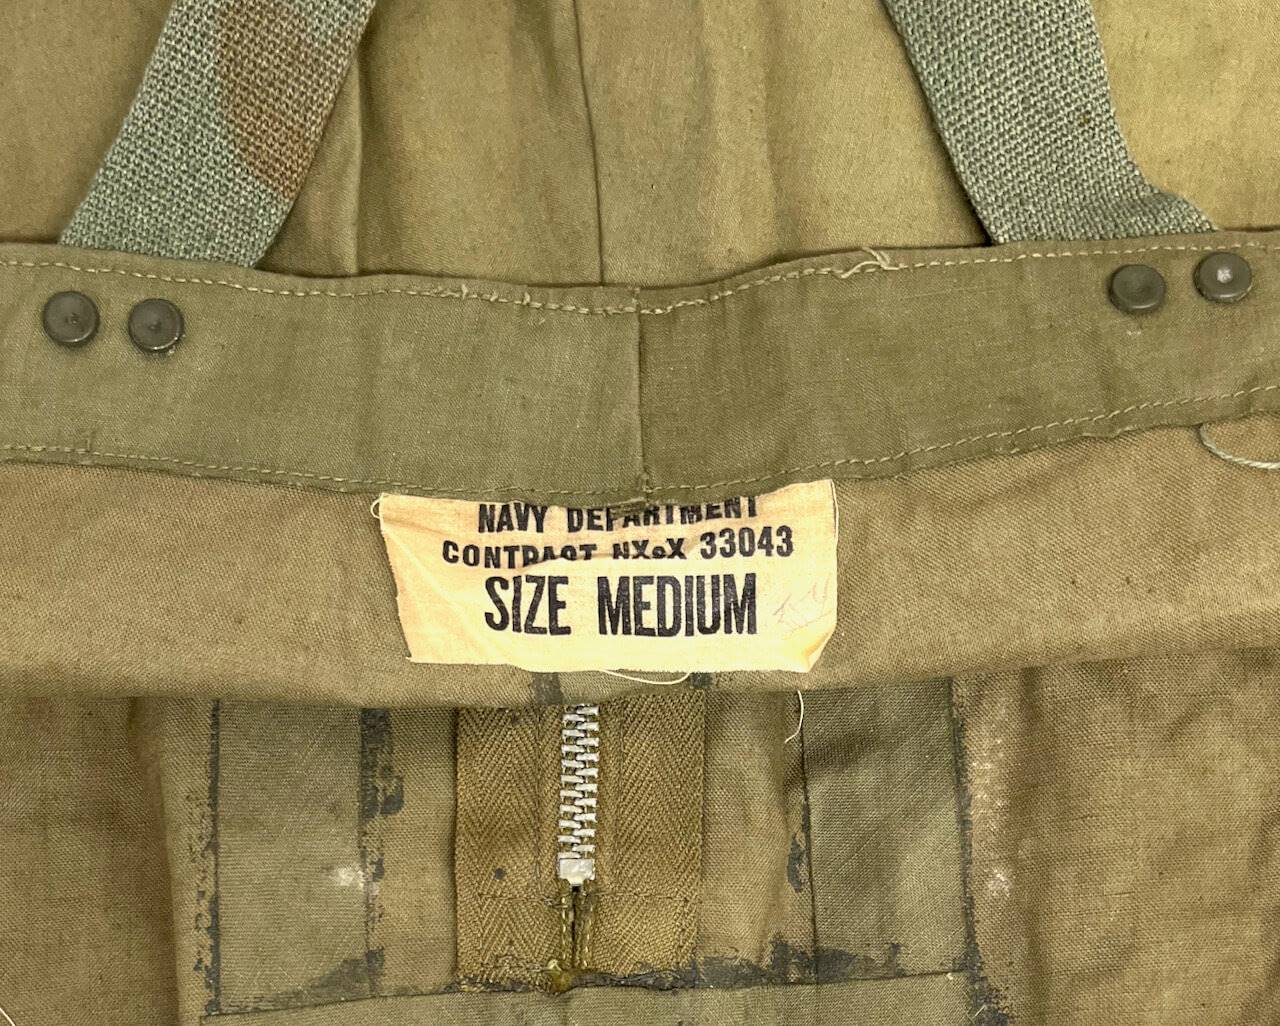 NAVY DEPARTMENT
CONTRACT NXsX 33043
SIZE MEDIUM